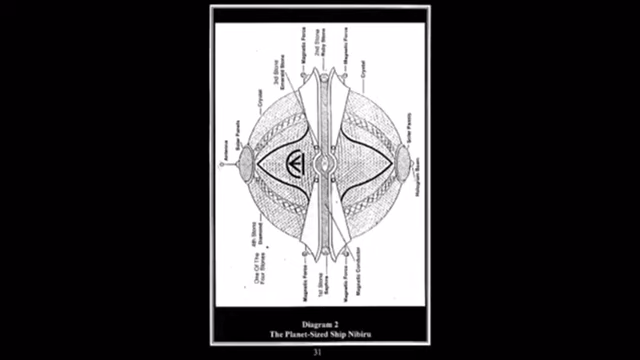 Magnetic Force
2nd Stone
Ruby Stone
Magnetic Force
3rd Stone
Emerald Stone
Crystal
Crystal
Solar Panels
Antenna
Solar Panels
Hologram Beam
4th Stone
Diamond
One Of The
Four Stones
Magnetic Force
1st Stone
Saphire
Magnetic Force
Magnetic Conductor
Diagram 2
The Planet-Sized Ship Nibiru
31